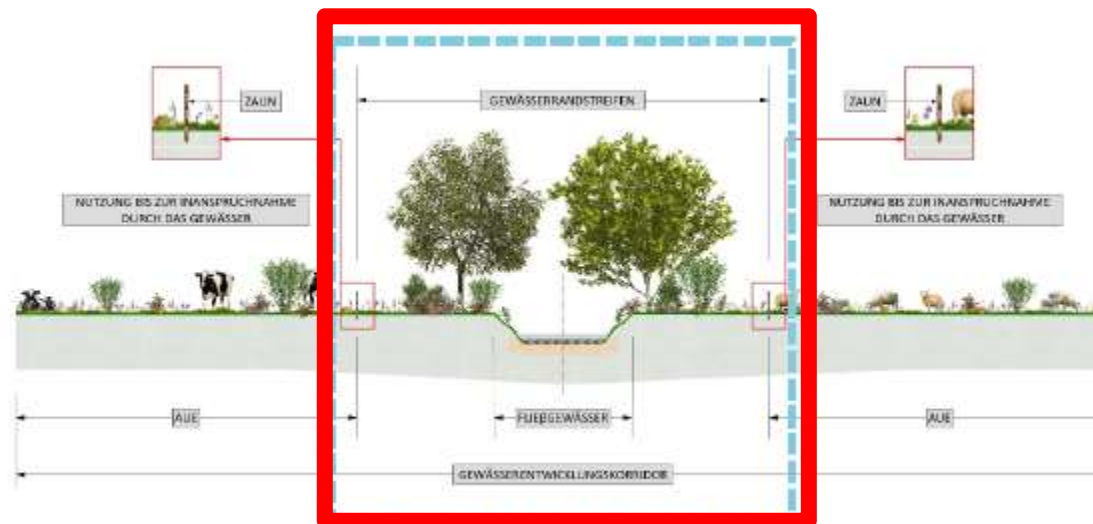 GEWÄSSERRANDSTREIFEN
ZAUN
ZAUN
NUTZUNG BIS ZUR INANSPRUCHNAHME
DURCH DAS GEWÄSSER
NUTZUNG BIS ZUR INANSPRUCHNAHME
DURCH DAS GEWÄSSER
AUE
FLIEßGEWÄSSER
AUE
GEWÄSSERENTWICKLUNGSKORRIDOR